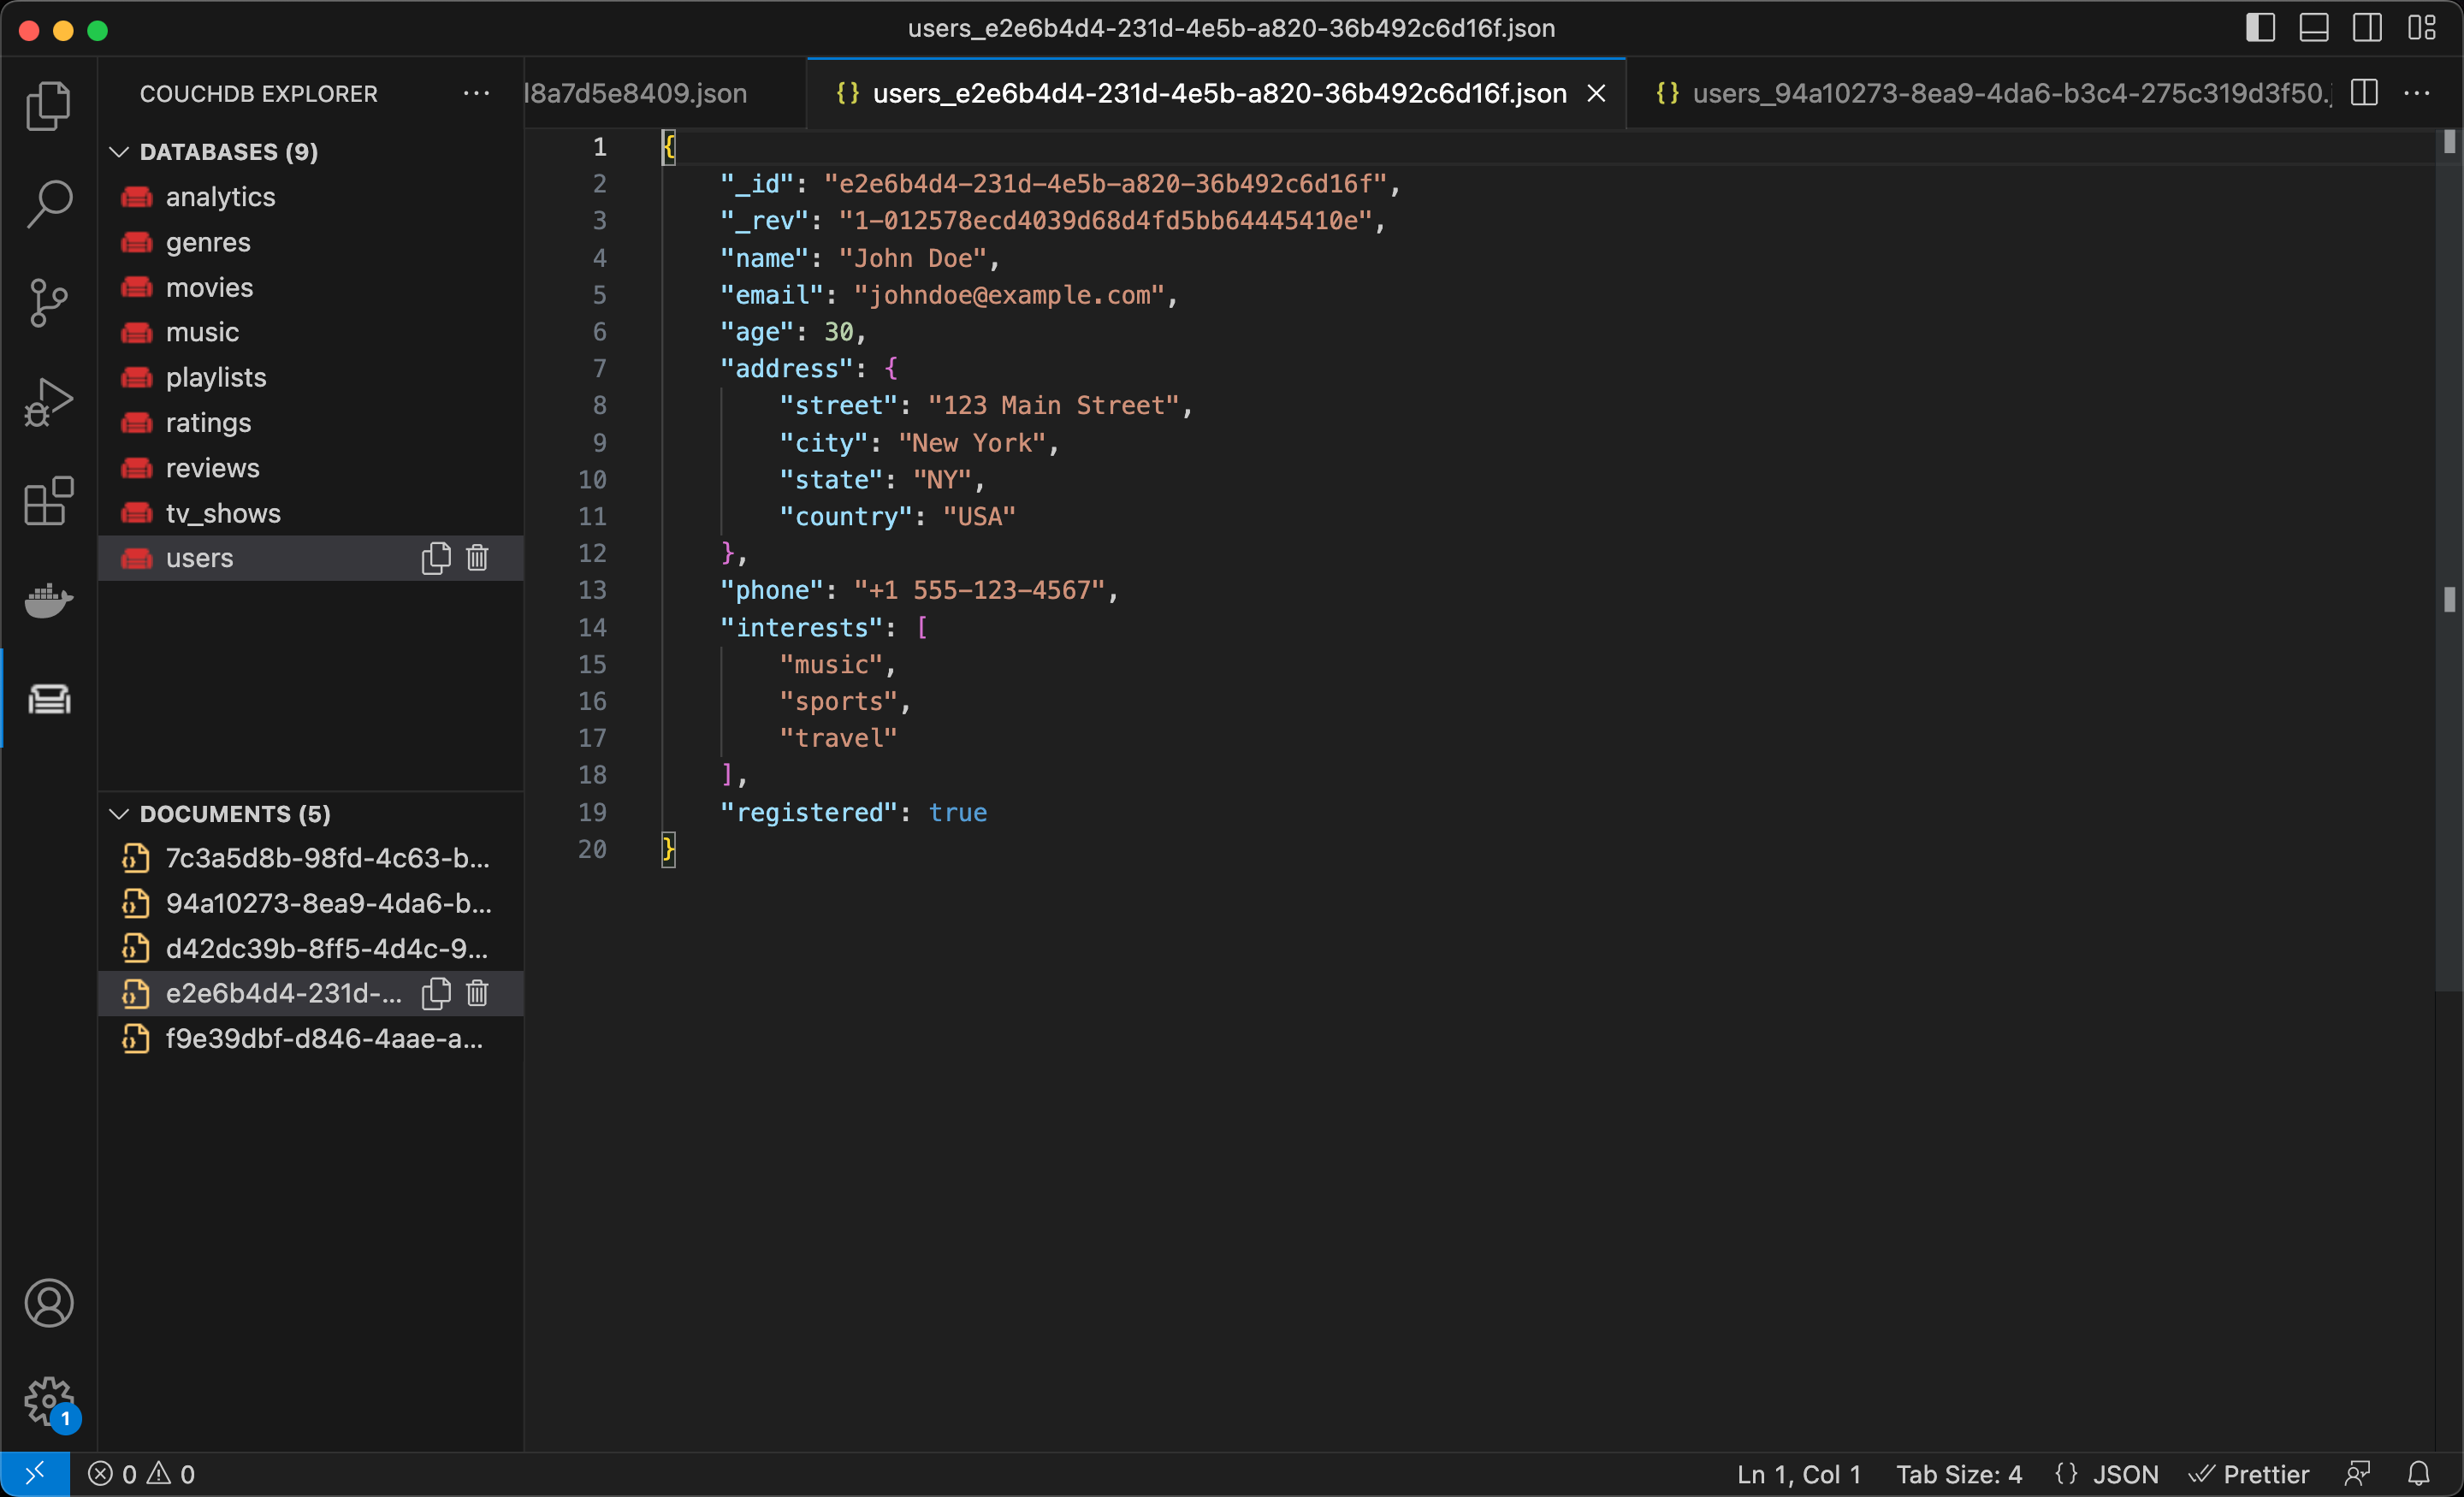 users_e2e6b4d4-231d-4e5b-a820-36b492c6d16f.json
COUCHDB EXPLORER
DATABASES (9)
analytics
genres
movies
music
playlists
ratings
reviews
tv_shows
users
DOCUMENTS (5)
7c3a5d8b-98fd-4c63-b...
94a10273-8ea9-4da6-b...
d42dc39b-8ff5-4d4c-9...
e2e6b4d4-231d-...
f9e39dbf-d846-4aae-a...
1
l8a7d5e8409.json
{} users_e2e6b4d4-231d-4e5b-a820-36b492c6d16f.json
{} users_94a10273-8ea9-4da6-b3c4-275c319d3f50.j
1 {
2 "_id": "e2e6b4d4-231d-4e5b-a820-36b492c6d16f",
3 "_rev": "1-012578ecd4039d68d4fd5bb64445410e",
4 "name": "John Doe",
5 "email": "johndoe@example.com",
6 "age": 30,
7 "address": {
8 "street": "123 Main Street",
9 "city": "New York",
10 "state": "NY",
11 "country": "USA"
12 },
13 "phone": "+1 555-123-4567",
14 "interests": [
15 "music",
16 "sports",
17 "travel"
18 ],
19 "registered": true
20 }
0 0
Ln 1, Col 1 Tab Size: 4 {} JSON Prettier